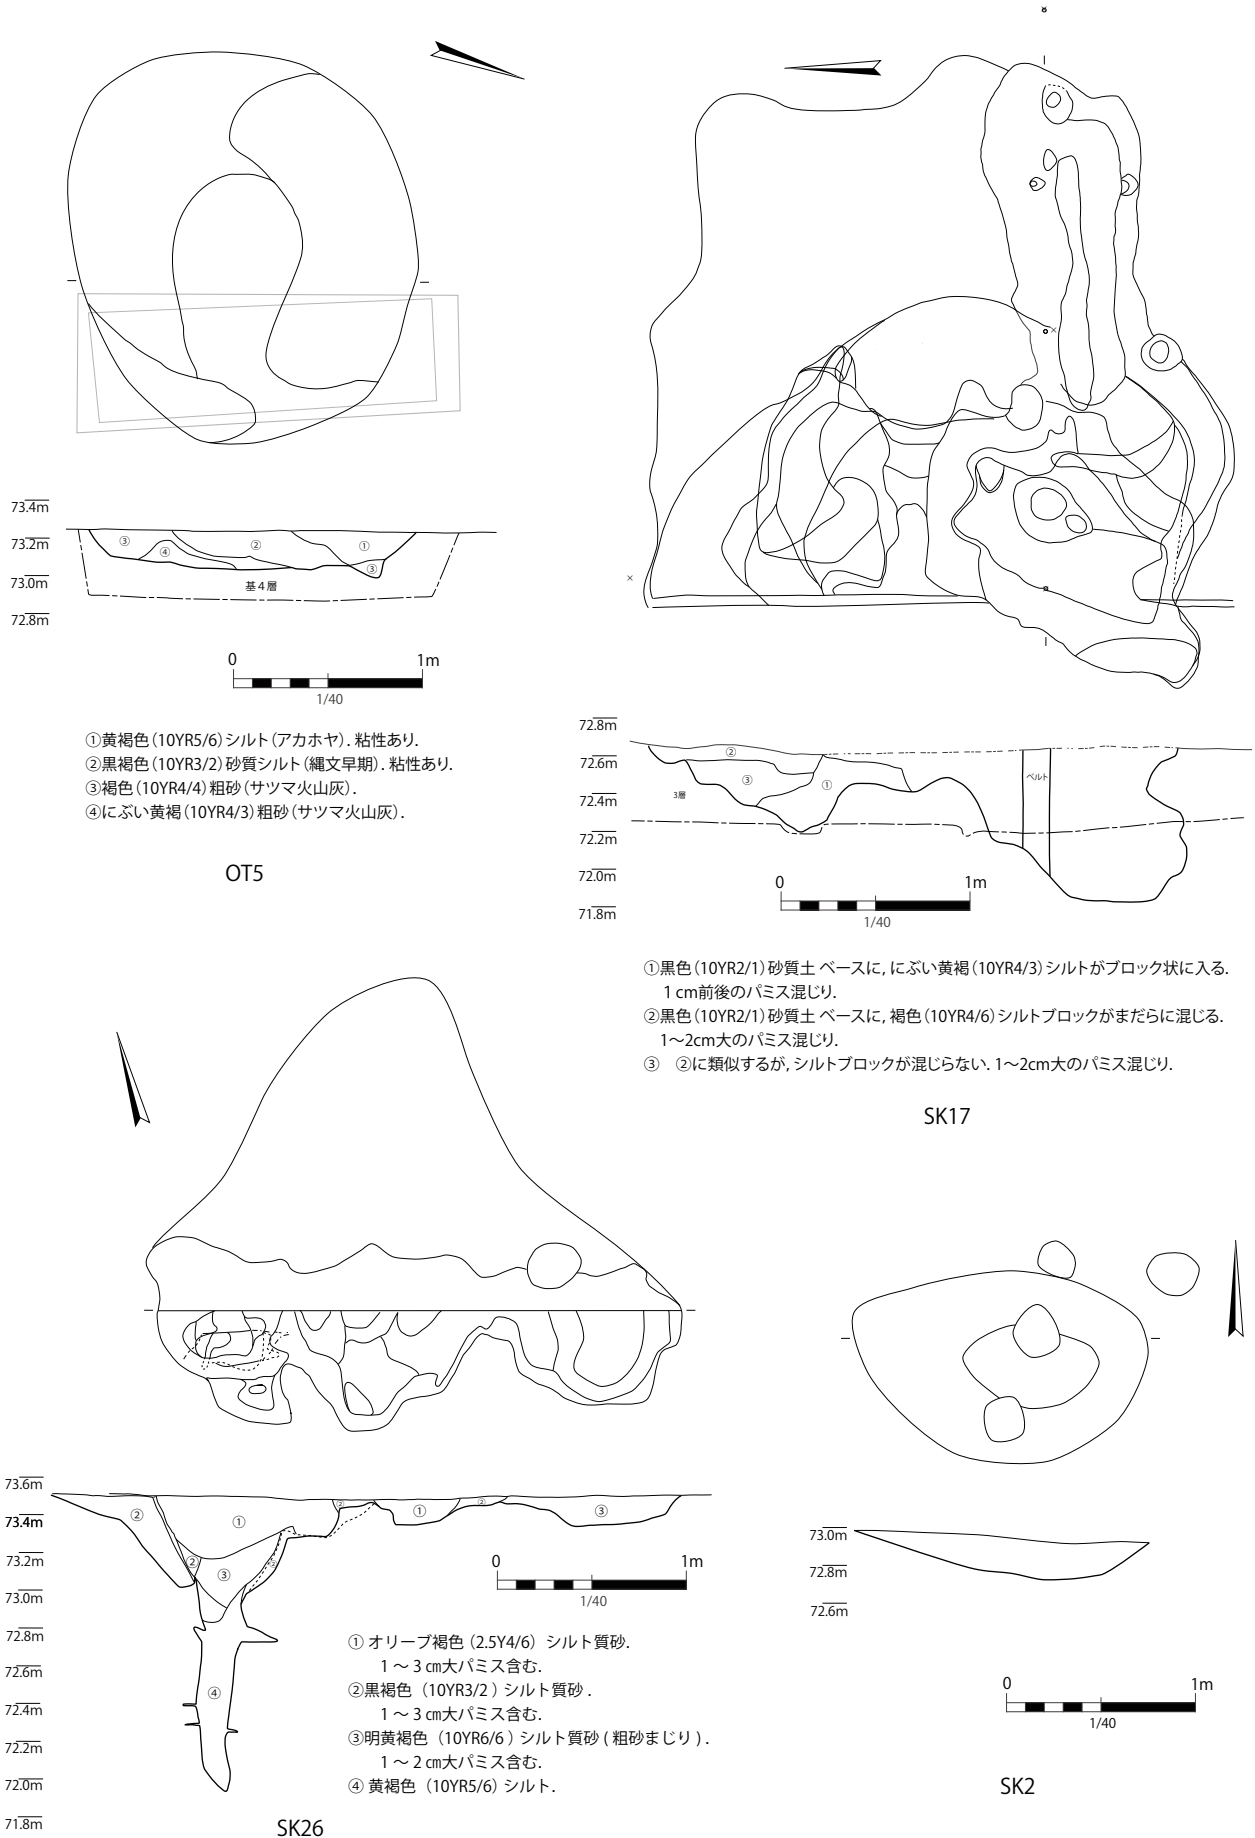 73.4m
73.2m
73.0m
72.8m
③
④
②
①
③
基4層
0 1m
1/40
①黄褐色(10YR5/6)シルト(アカホヤ). 粘性あり.
②黒褐色(10YR3/2)砂質シルト(縄文早期). 粘性あり.
③褐色(10YR4/4)粗砂(サツマ火山灰).
④にぶい黄褐(10YR4/3)粗砂(サツマ火山灰).
OT5
72.8m
72.6m
72.4m
72.2m
72.0m
71.8m
②
③
①
3層
ベルト
0 1m
1/40
①黒色(10YR2/1)砂質土 ベースに, にぶい黄褐(10YR4/3)シルトがブロック状に入る.
1 cm前後のパミス混じり.
②黒色(10YR2/1)砂質土 ベースに, 褐色(10YR4/6)シルトブロックがまだらに混じる.
1～2cm大のパミス混じり.
③　②に類似するが, シルトブロックが混じらない. 1～2cm大のパミス混じり.
SK17
73.6m
73.4m
73.2m
73.0m
72.8m
72.6m
72.4m
72.2m
72.0m
71.8m
②
①
②
①
②
③
②
③
②
④
0 1m
1/40
① オリーブ褐色 (2.5Y4/6) シルト質砂.
1 ～ 3 ㎝大パミス含む.
②黒褐色 (10YR3/2 ) シルト質砂 .
1 ～ 3 ㎝大パミス含む.
③明黄褐色 (10YR6/6 ) シルト質砂 ( 粗砂まじり ) .
1 ～ 2 ㎝大パミス含む.
④ 黄褐色 (10YR5/6) シルト.
SK26
73.0m
72.8m
72.6m
0 1m
1/40
SK2